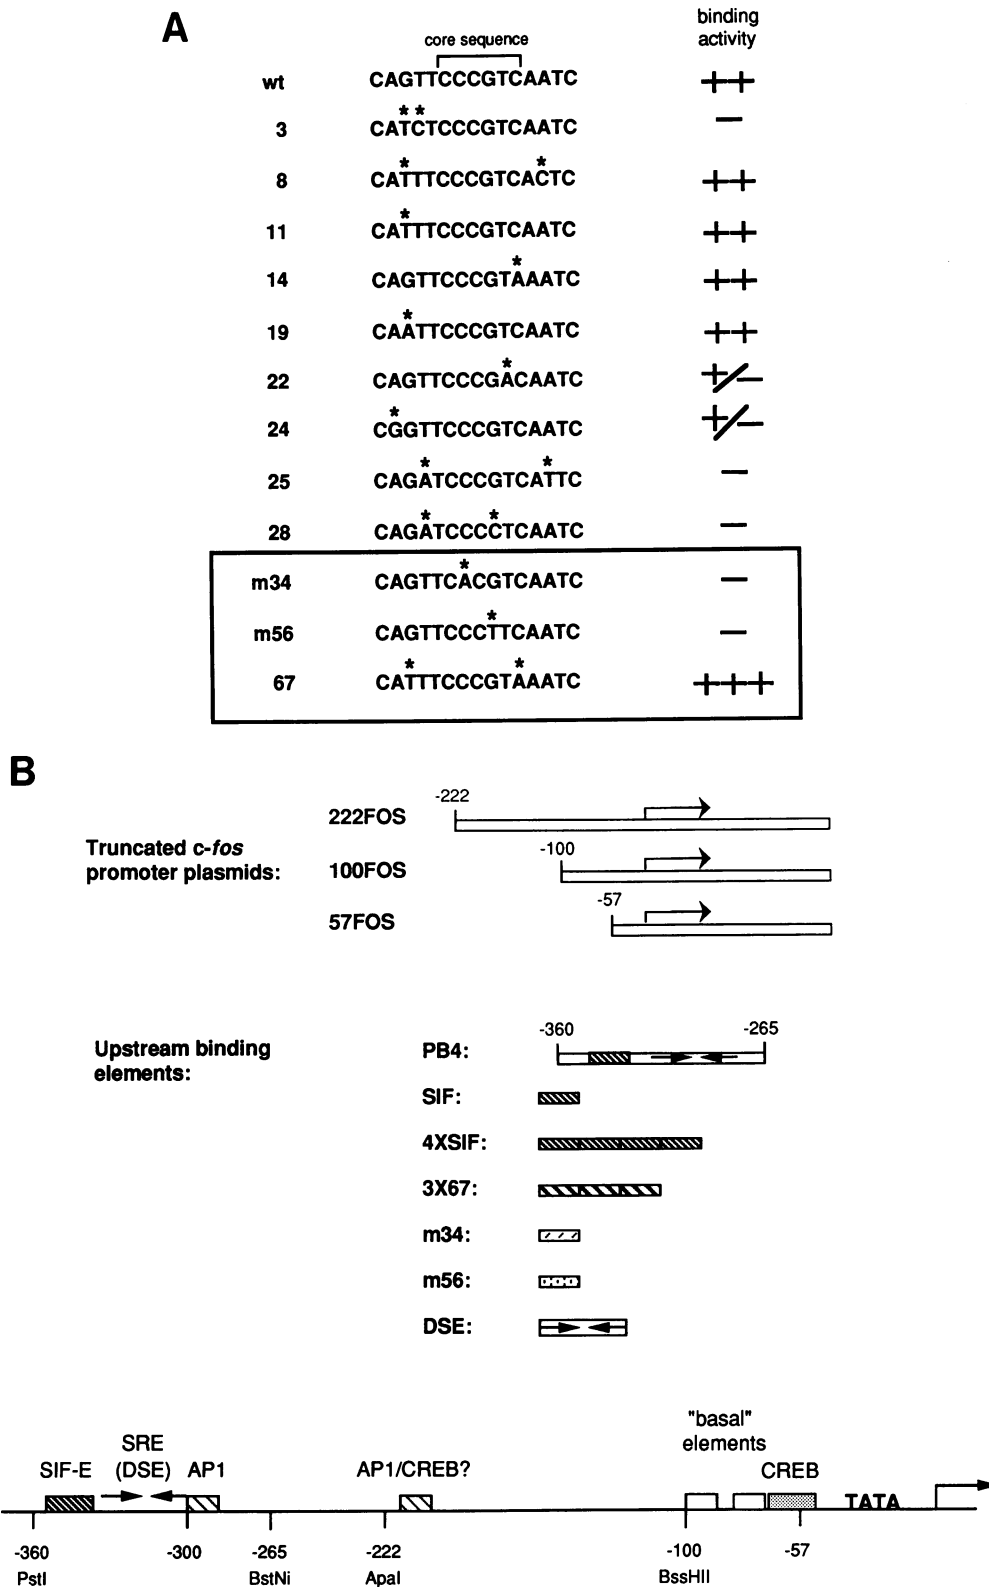 A
binding
activity
core sequence
wt CAGTTCCCGTCAATC ++
* *
3 CATCTCCCGTCAATC —
* *
8 CATTTCCCGTCACTC ++
*
11 CATTTCCCGTCAATC ++
*
14 CAGTTCCCGTAAATC ++
*
19 CAATTCCCGTCAATC ++
*
22 CAGTTCCCGACAATC +/—
*
24 CGGTTCCCGTCAATC +/—
* *
25 CAGATCCCGTCATTC —
* *
28 CAGATCCCCTCAATC —
*
m34 CAGTTCACGTCAATC —
*
m56 CAGTTCCCTTCAATC —
* *
67 CATTTCCCGTAAATC +++
B
-222
222FOS
Truncated c-fos
promoter plasmids:
-100
100FOS
-57
57FOS
-360 -265
Upstream binding
elements:
PB4:
SIF:
4XSIF:
3X67:
m34:
m56:
DSE:
"basal"
elements
SRE
SIF-E (DSE) AP1 AP1/CREB? CREB
TATA
-360 -300 -265 -222 -100 -57
PstI BstNi ApaI BssHII